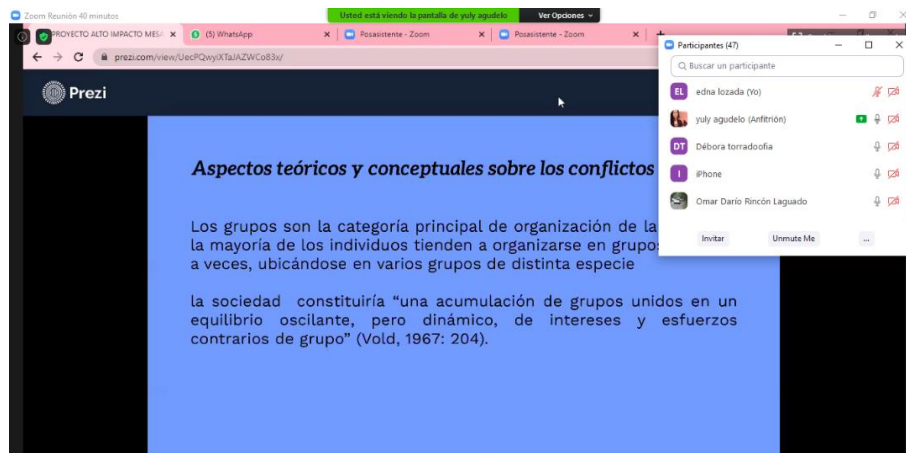 Zoom Reunión 40 minutos
Usted está viendo la pantalla de yuly agudelo
Ver Opciones
PROYECTO ALTO IMPACTO MESA
(5) WhatsApp
Posasistente - Zoom
Posasistente - Zoom
prezi.com/view/UecPQwyiXTaJAZWCo83x/
Prezi
Aspectos teóricos y conceptuales sobre los conflictos
Los grupos son la categoría principal de organización de la
la mayoría de los individuos tienden a organizarse en grupo
a veces, ubicándose en varios grupos de distinta especie
la sociedad constituiría “una acumulación de grupos unidos en un
equilibrio oscilante, pero dinámico, de intereses y esfuerzos
contrarios de grupo” (Vold, 1967: 204).
Participantes (47)
Buscar un participante
EL edna lozada (Yo)
yuly agudelo (Anfitrión)
DT Débora torradoofia
I iPhone
Omar Darío Rincón Laguado
Invitar
Unmute Me
...